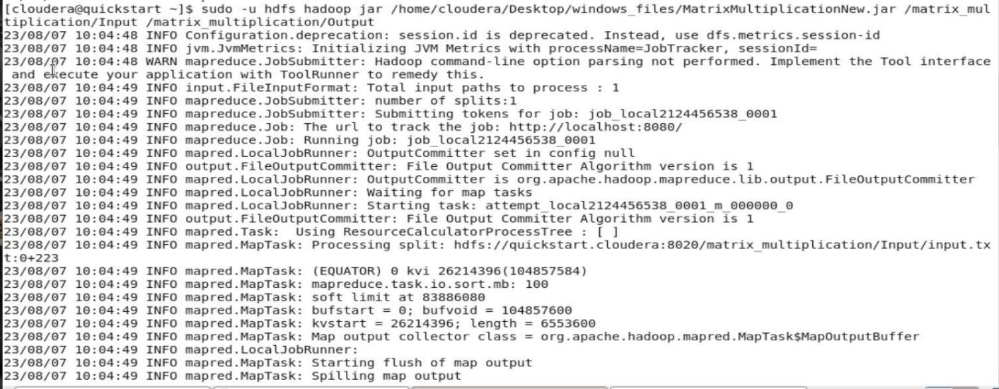 [cloudera@quickstart ~]$ sudo -u hdfs hadoop jar /home/cloudera/Desktop/windows_files/MatrixMultiplicationNew.jar /matrix_mul
tiplication/Input /matrix_multiplication/Output
23/08/07 10:04:48 INFO Configuration.deprecation: session.id is deprecated. Instead, use dfs.metrics.session-id
23/08/07 10:04:48 INFO jvm.JvmMetrics: Initializing JVM Metrics with processName=JobTracker, sessionId=
23/08/07 10:04:48 WARN mapreduce.JobSubmitter: Hadoop command-line option parsing not performed. Implement the Tool interface
 and execute your application with ToolRunner to remedy this.
23/08/07 10:04:49 INFO input.FileInputFormat: Total input paths to process : 1
23/08/07 10:04:49 INFO mapreduce.JobSubmitter: number of splits:1
23/08/07 10:04:49 INFO mapreduce.JobSubmitter: Submitting tokens for job: job_local2124456538_0001
23/08/07 10:04:49 INFO mapreduce.Job: The url to track the job: http://localhost:8080/
23/08/07 10:04:49 INFO mapreduce.Job: Running job: job_local2124456538_0001
23/08/07 10:04:49 INFO mapred.LocalJobRunner: OutputCommitter set in config null
23/08/07 10:04:49 INFO output.FileOutputCommitter: File Output Committer Algorithm version is 1
23/08/07 10:04:49 INFO mapred.LocalJobRunner: OutputCommitter is org.apache.hadoop.mapreduce.lib.output.FileOutputCommitter
23/08/07 10:04:49 INFO mapred.LocalJobRunner: Waiting for map tasks
23/08/07 10:04:49 INFO mapred.LocalJobRunner: Starting task: attempt_local2124456538_0001_m_000000_0
23/08/07 10:04:49 INFO output.FileOutputCommitter: File Output Committer Algorithm version is 1
23/08/07 10:04:49 INFO mapred.Task:  Using ResourceCalculatorProcessTree : [ ]
23/08/07 10:04:49 INFO mapred.MapTask: Processing split: hdfs://quickstart.cloudera:8020/matrix_multiplication/Input/input.tx
t:0+223
23/08/07 10:04:49 INFO mapred.MapTask: (EQUATOR) 0 kvi 26214396(104857584)
23/08/07 10:04:49 INFO mapred.MapTask: mapreduce.task.io.sort.mb: 100
23/08/07 10:04:49 INFO mapred.MapTask: soft limit at 83886080
23/08/07 10:04:49 INFO mapred.MapTask: bufstart = 0; bufvoid = 104857600
23/08/07 10:04:49 INFO mapred.MapTask: kvstart = 26214396; length = 6553600
23/08/07 10:04:49 INFO mapred.MapTask: Map output collector class = org.apache.hadoop.mapred.MapTask$MapOutputBuffer
23/08/07 10:04:49 INFO mapred.LocalJobRunner:
23/08/07 10:04:49 INFO mapred.MapTask: Starting flush of map output
23/08/07 10:04:49 INFO mapred.MapTask: Spilling map output